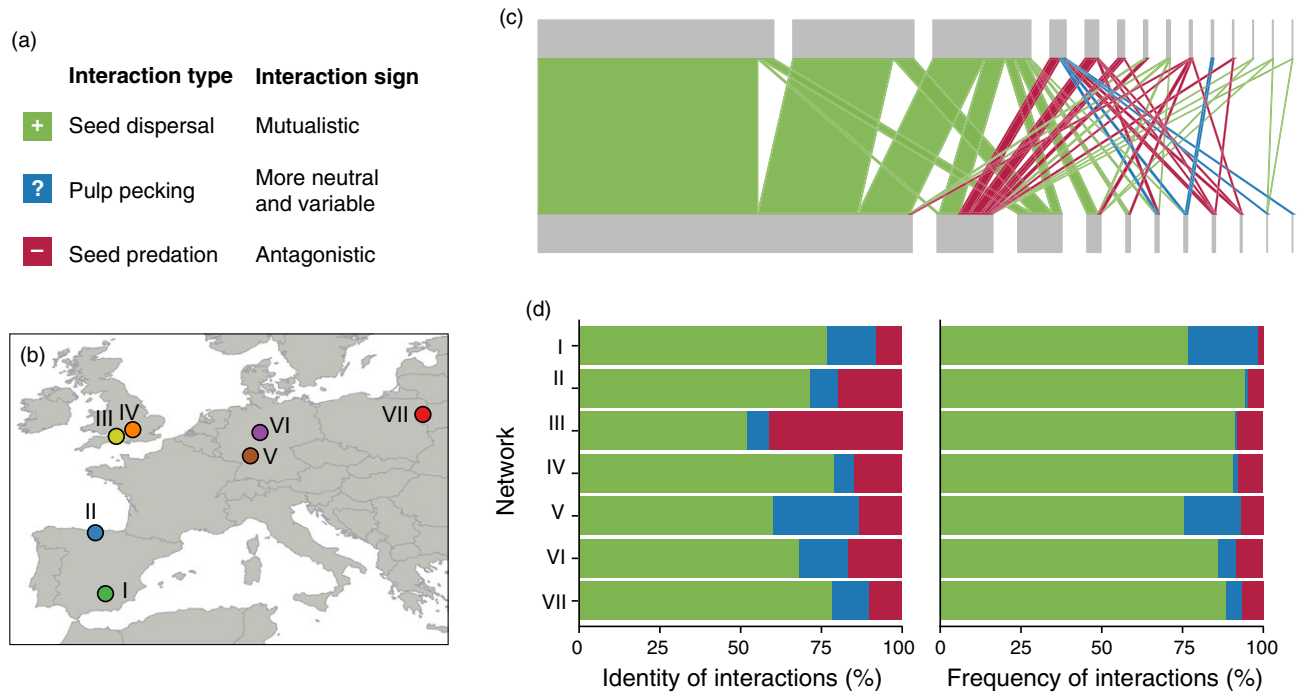 (a)
Interaction type Interaction sign
+ Seed dispersal Mutualistic
? Pulp pecking More neutral
and variable
− Seed predation Antagonistic
(b)
III IV
VII
VI
V
II
I
(c)
(d)
Network
I
II
III
IV
V
VI
VII
0 25 50 75 100
Identity of interactions (%)
0 25 50 75 100
Frequency of interactions (%)